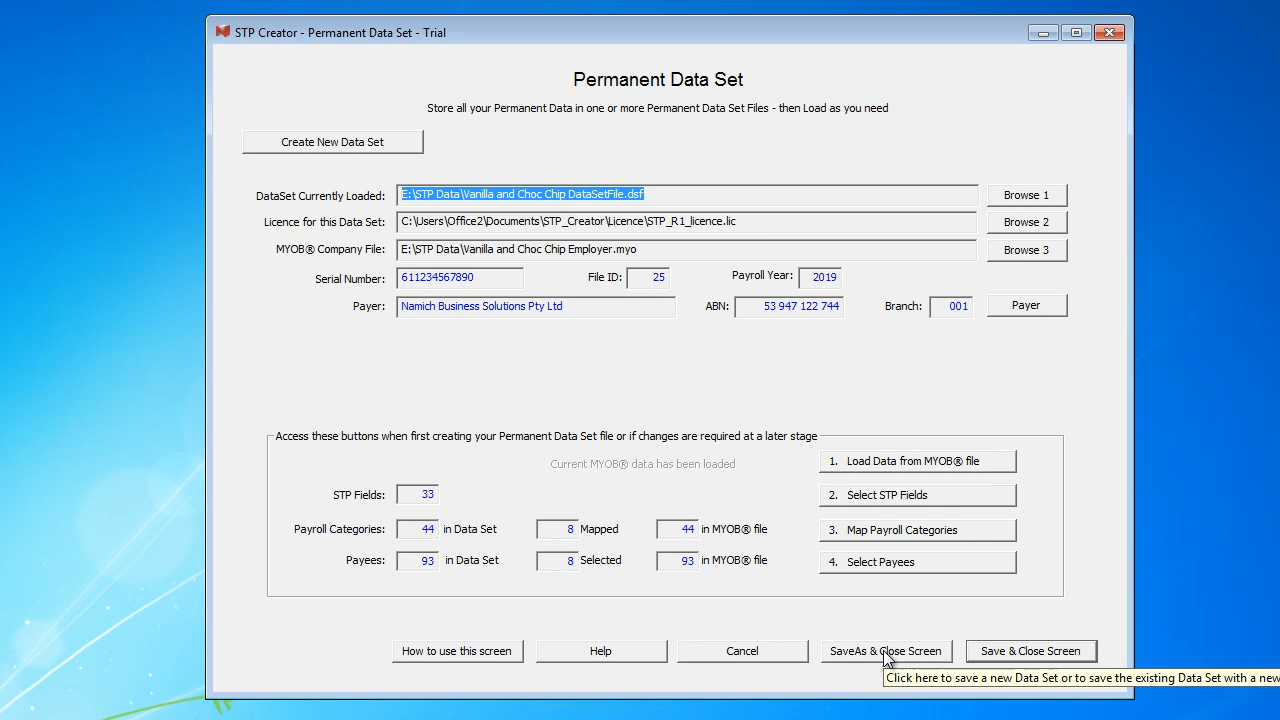 STP Creator - Permanent Data Set - Trial
Permanent Data Set
Store all your Permanent Data in one or more Permanent Data Set Files - then Load as you need
Create New Data Set
DataSet Currently Loaded: E:\STP Data\Vanilla and Choc Chip DataSetFile.dsf Browse 1
Licence for this Data Set: C:\Users\Office2\Documents\STP_Creator\Licence\STP_R1_licence.lic Browse 2
MYOB® Company File: E:\STP Data\Vanilla and Choc Chip Employer.myo Browse 3
Serial Number: 611234567890 File ID: 25 Payroll Year: 2019
Payer: Namich Business Solutions Pty Ltd ABN: 53 947 122 744 Branch: 001 Payer
Access these buttons when first creating your Permanent Data Set file or if changes are required at a later stage
Current MYOB® data has been loaded 1. Load Data from MYOB® file
STP Fields: 33 2. Select STP Fields
Payroll Categories: 44 in Data Set 8 Mapped 44 in MYOB® file 3. Map Payroll Categories
Payees: 93 in Data Set 8 Selected 93 in MYOB® file 4. Select Payees
How to use this screen Help Cancel SaveAs & Close Screen Save & Close Screen
Click here to save a new Data Set or to save the existing Data Set with a new